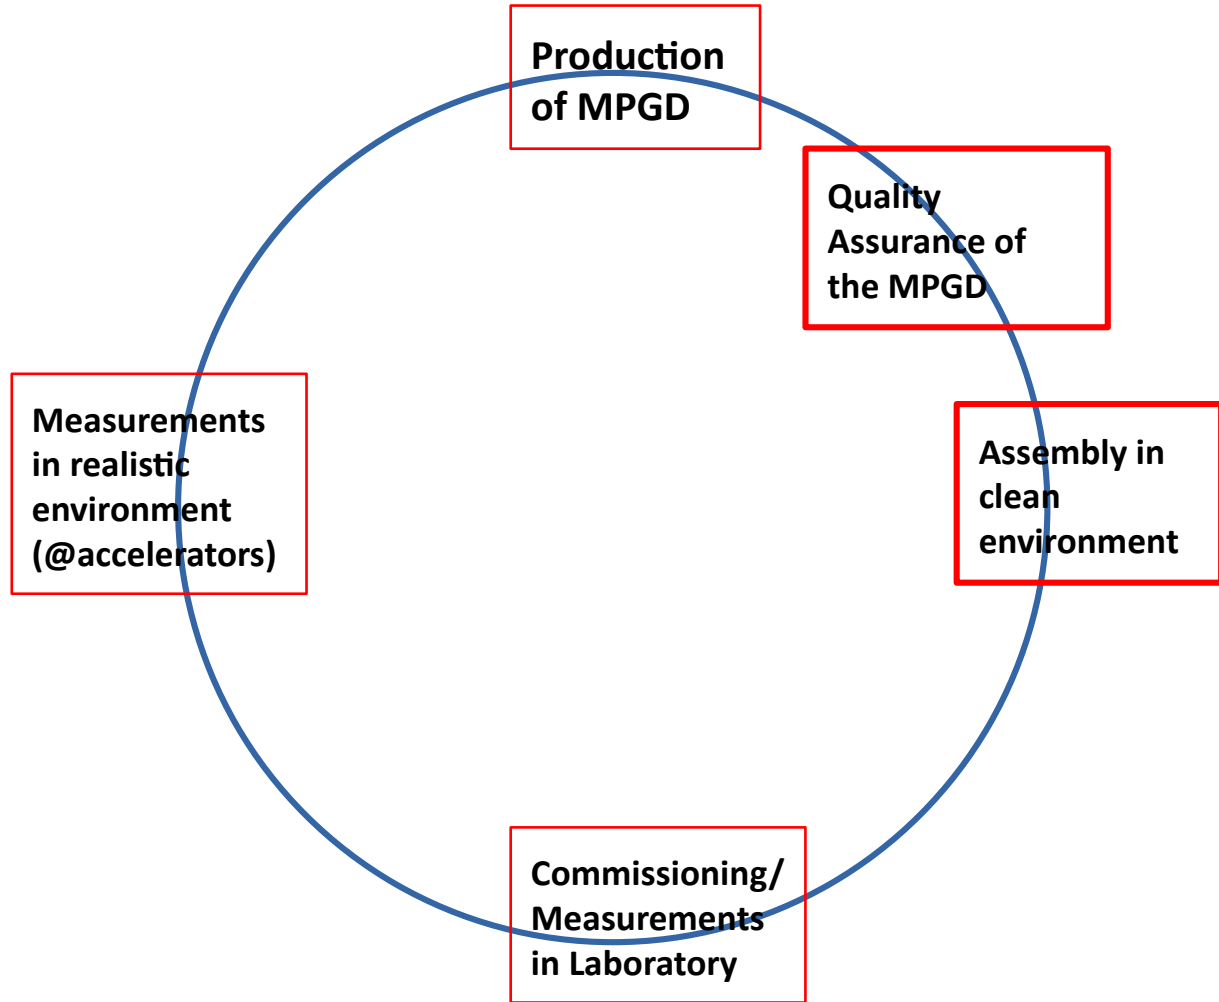 Production
of MPGD
Quality
Assurance of
the MPGD
Assembly in
clean
environment
Measurements
in realistic
environment
(@accelerators)
Commissioning/
Measurements
in Laboratory